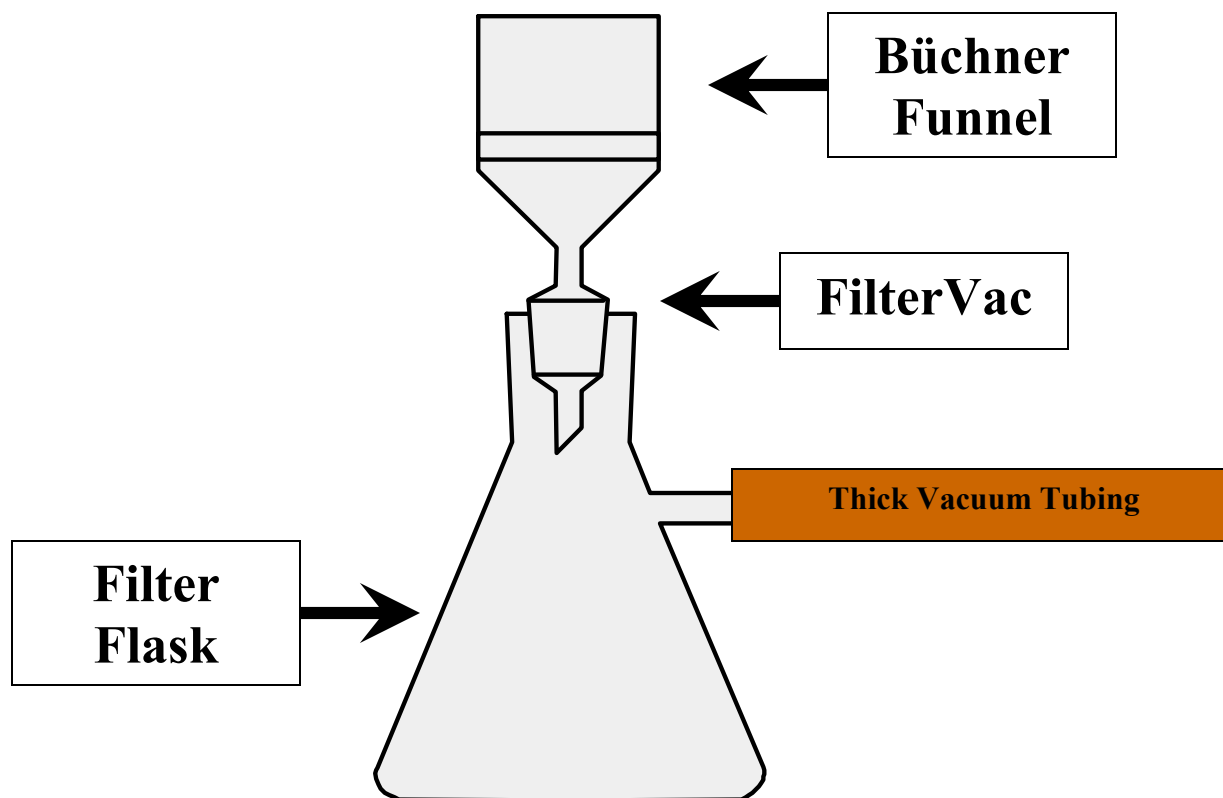 Büchner
Funnel
FilterVac
Thick Vacuum Tubing
Filter
Flask